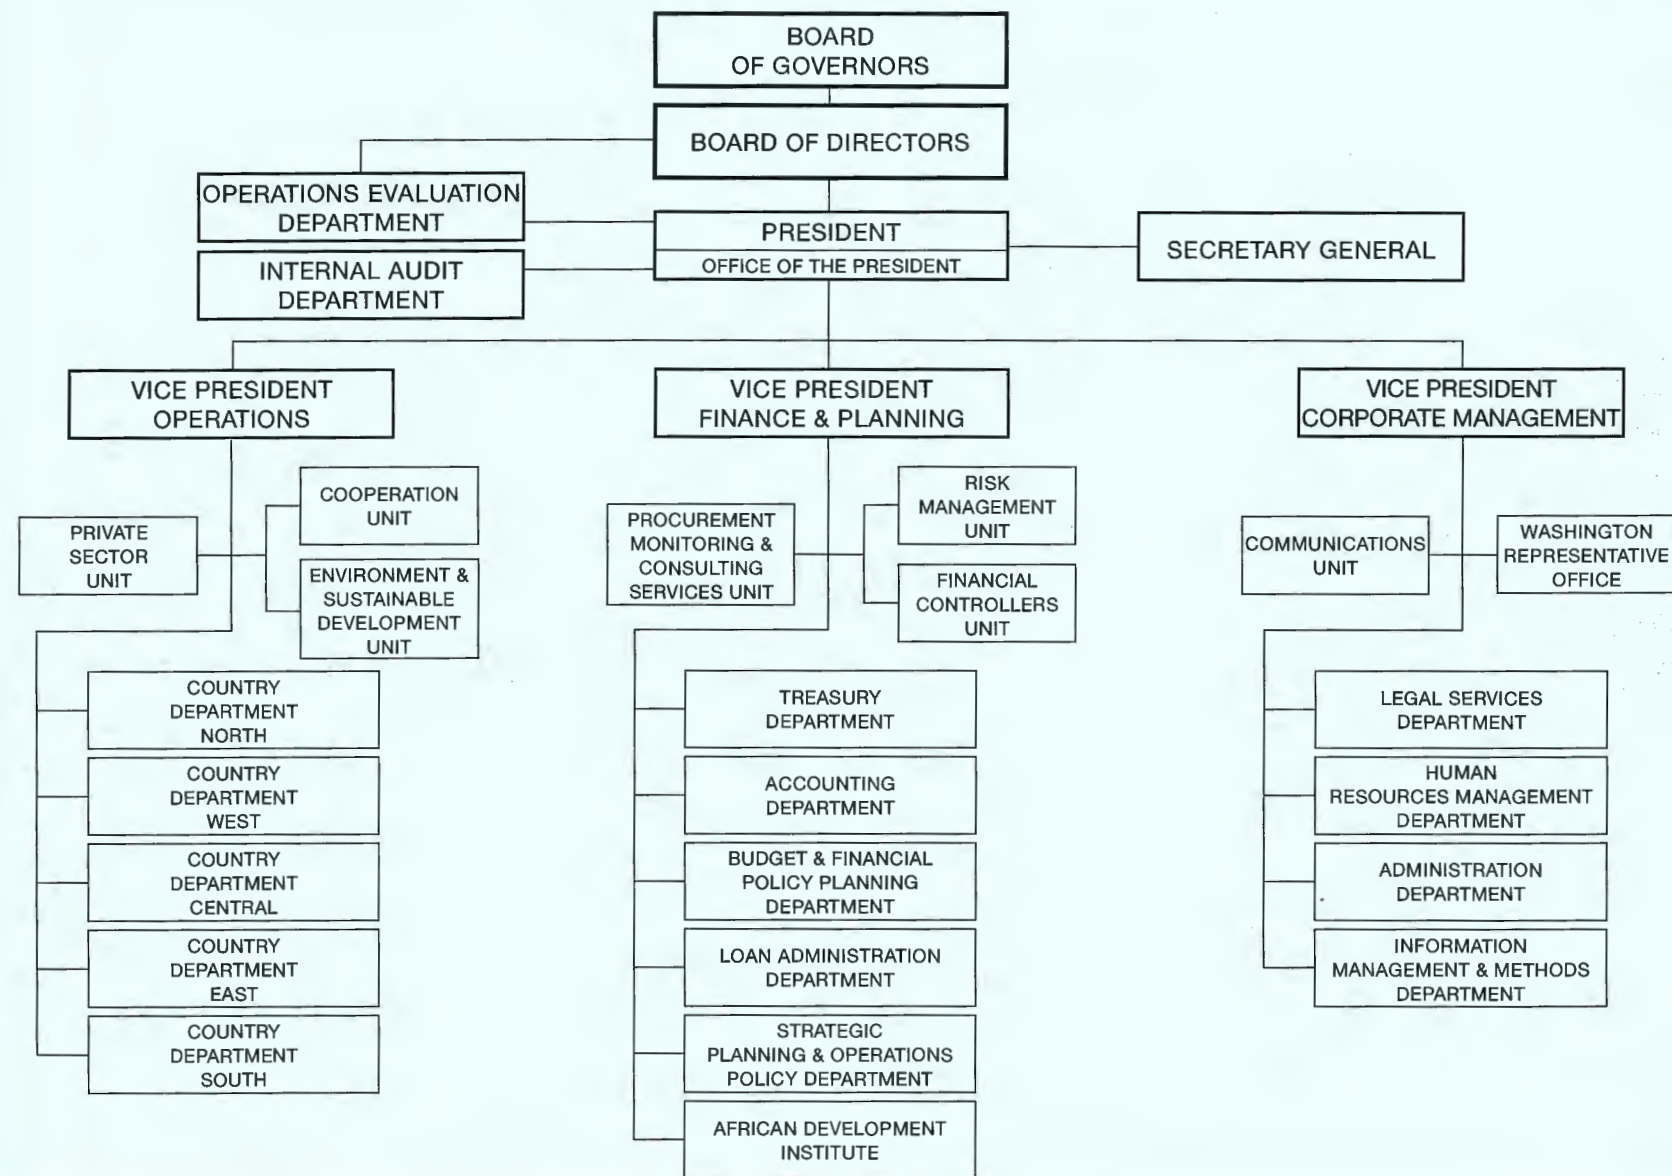 BOARD
OF GOVERNORS
BOARD OF DIRECTORS
OPERATIONS EVALUATION
DEPARTMENT
PRESIDENT
OFFICE OF THE PRESIDENT
SECRETARY GENERAL
INTERNAL AUDIT
DEPARTMENT
VICE PRESIDENT
OPERATIONS
VICE PRESIDENT
FINANCE & PLANNING
VICE PRESIDENT
CORPORATE MANAGEMENT
PRIVATE
SECTOR
UNIT
COOPERATION
UNIT
ENVIRONMENT &
SUSTAINABLE
DEVELOPMENT
UNIT
COUNTRY
DEPARTMENT
NORTH
COUNTRY
DEPARTMENT
WEST
COUNTRY
DEPARTMENT
CENTRAL
COUNTRY
DEPARTMENT
EAST
COUNTRY
DEPARTMENT
SOUTH
PROCUREMENT
MONITORING &
CONSULTING
SERVICES UNIT
RISK
MANAGEMENT
UNIT
FINANCIAL
CONTROLLERS
UNIT
TREASURY
DEPARTMENT
ACCOUNTING
DEPARTMENT
BUDGET & FINANCIAL
POLICY PLANNING
DEPARTMENT
LOAN ADMINISTRATION
DEPARTMENT
STRATEGIC
PLANNING & OPERATIONS
POLICY DEPARTMENT
AFRICAN DEVELOPMENT
INSTITUTE
COMMUNICATIONS
UNIT
WASHINGTON
REPRESENTATIVE
OFFICE
LEGAL SERVICES
DEPARTMENT
HUMAN
RESOURCES MANAGEMENT
DEPARTMENT
ADMINISTRATION
DEPARTMENT
INFORMATION
MANAGEMENT & METHODS
DEPARTMENT